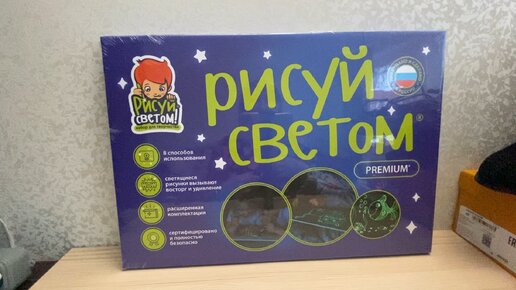 Рисуй
светом!
набор для творчества
рисуй
светом®
PREMIUM®
8 способов
использования
светящиеся
рисунки вызывают
восторг и удивление
расширенная
комплектация
сертифицировано
и полностью
безопасно